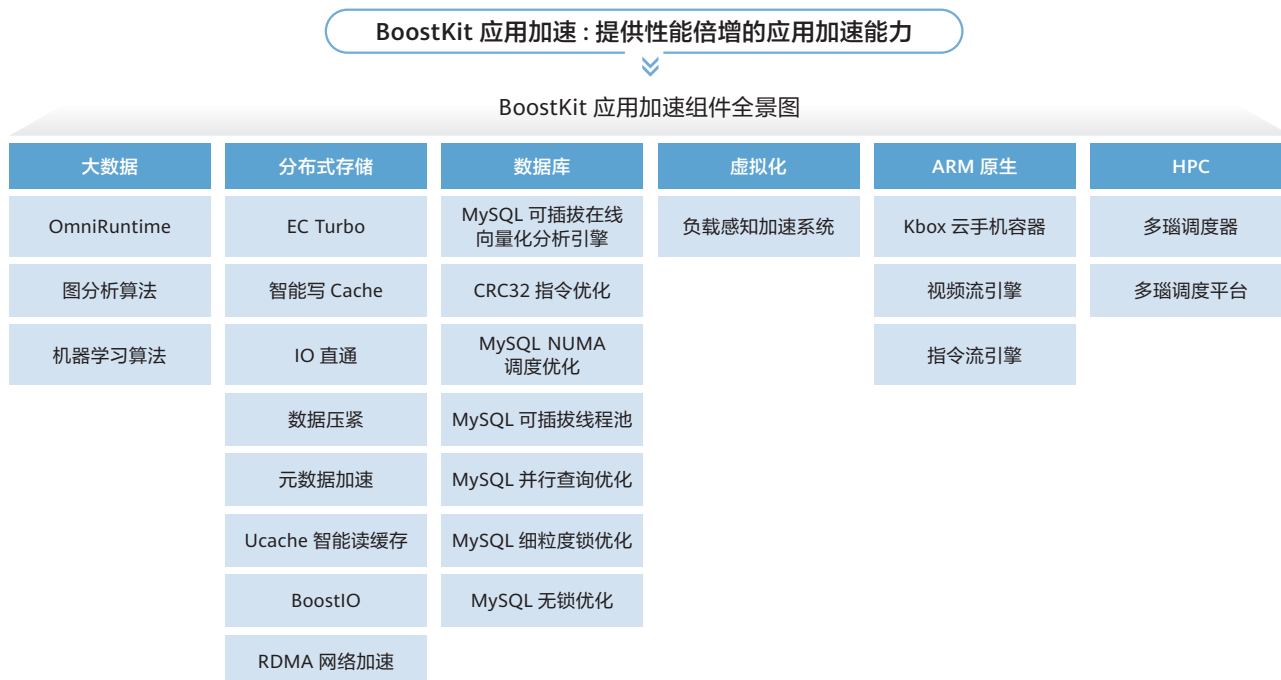 BoostKit 应用加速 : 提供性能倍增的应用加速能力
BoostKit 应用加速组件全景图
大数据
OmniRuntime
图分析算法
机器学习算法
分布式存储
EC Turbo
智能写 Cache
IO 直通
数据压紧
元数据加速
Ucache 智能读缓存
BoostIO
RDMA 网络加速
数据库
MySQL 可插拔在线
向量化分析引擎
CRC32 指令优化
MySQL NUMA
调度优化
MySQL 可插拔线程池
MySQL 并行查询优化
MySQL 细粒度锁优化
MySQL 无锁优化
虚拟化
负载感知加速系统
ARM 原生
Kbox 云手机容器
视频流引擎
指令流引擎
HPC
多瑙调度器
多瑙调度平台